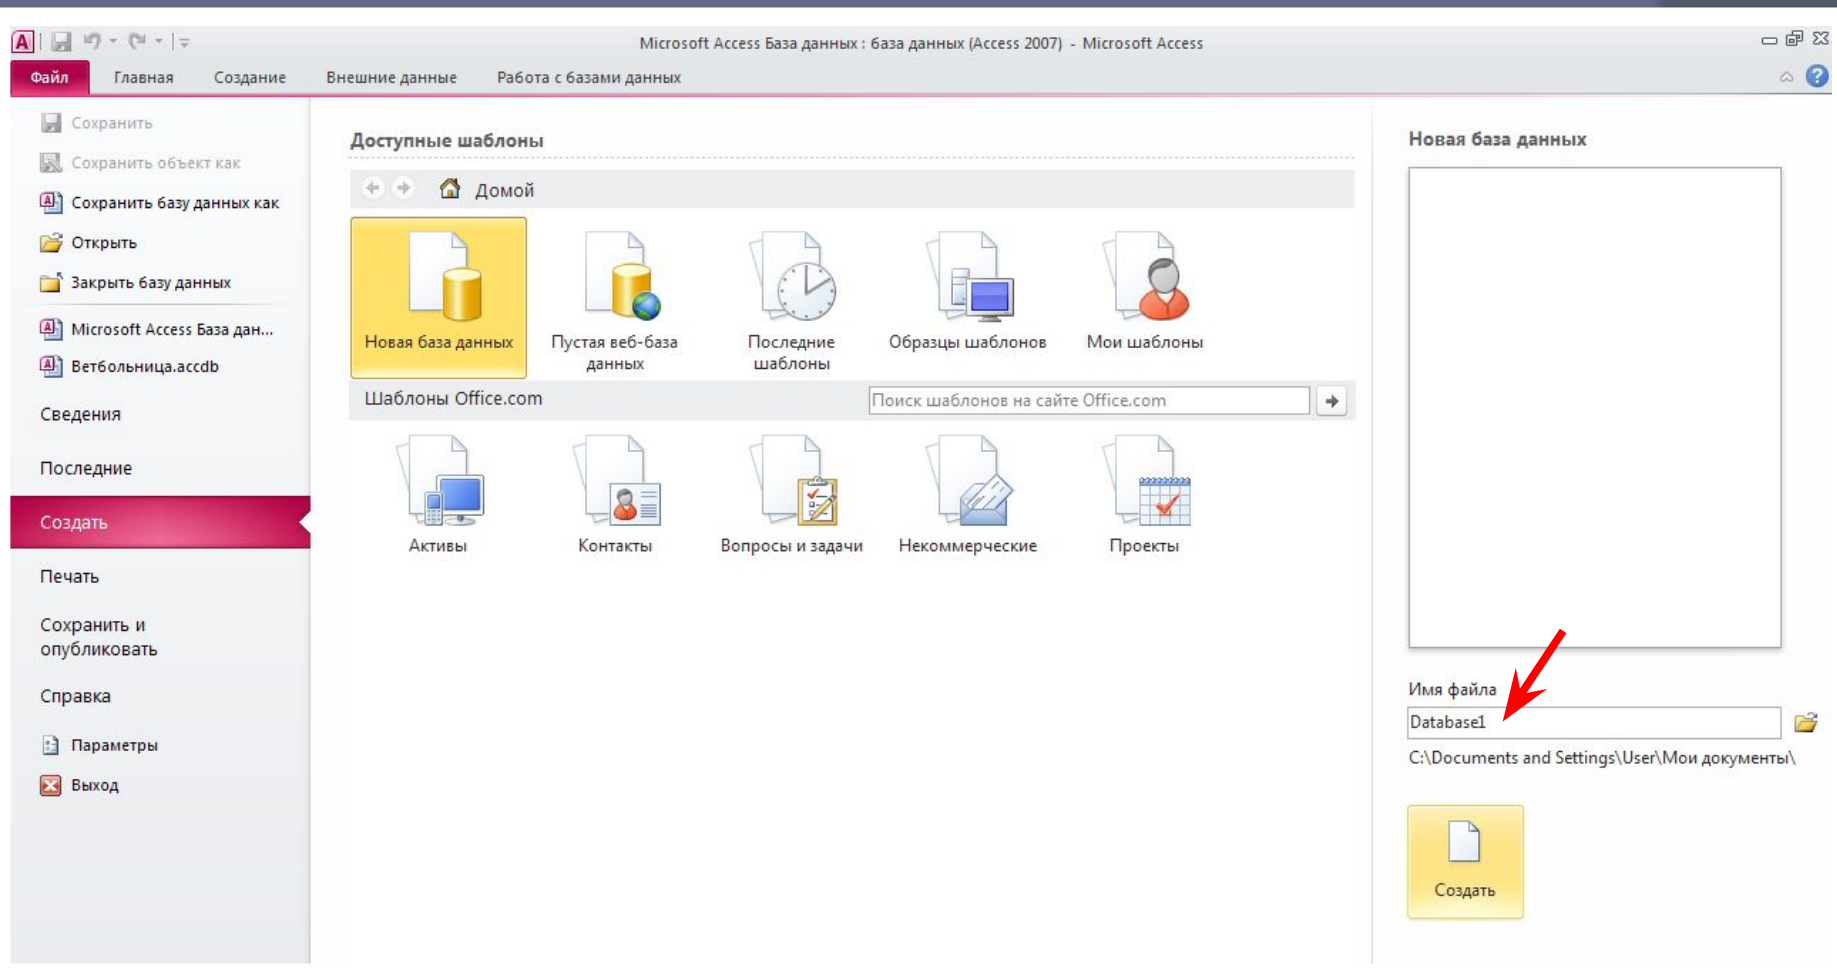 Microsoft Access База данных : база данных (Access 2007) - Microsoft Access
Файл Главная Создание Внешние данные Работа с базами данных
Сохранить
Сохранить объект как
Сохранить базу данных как
Открыть
Закрыть базу данных
Microsoft Access База дан...
Ветбольница.accdb
Сведения
Последние
Создать
Печать
Сохранить и
опубликовать
Справка
Параметры
Выход
Доступные шаблоны
Домой
Новая база данных
Пустая веб-база
данных
Последние
шаблоны
Образцы шаблонов
Мои шаблоны
Шаблоны Office.com
Поиск шаблонов на сайте Office.com
Активы
Контакты
Вопросы и задачи
Некоммерческие
Проекты
Новая база данных
Имя файла
Database1
C:\Documents and Settings\User\Мои документы\
Создать